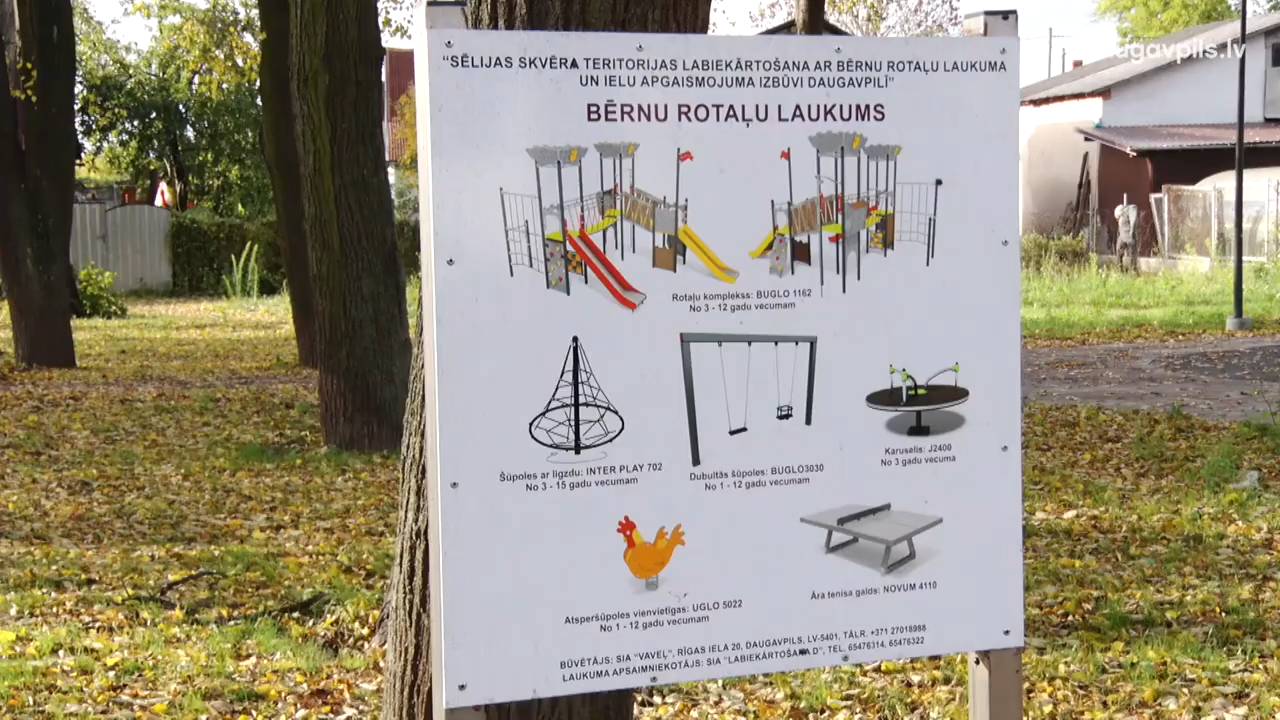 daugavpils.lv
“SĒLIJAS SKVĒRA TERITORIJAS LABIEKĀRTOŠANA AR BĒRNU ROTAĻU LAUKUMA
UN IELU APGAISMOJUMA IZBŪVI DAUGAVPILĪ”
BĒRNU ROTAĻU LAUKUMS
Rotaļu komplekss: BUGLO 1162
No 3 - 12 gadu vecumam
Šūpoles ar ligzdu: INTER PLAY 702
No 3 - 15 gadu vecumam
Dubultās šūpoles: BUGLO3030
No 1 - 12 gadu vecumam
Karuselis: J2400
No 3 gadu vecuma
Atsperšūpoles vienvietīgas: UGLO 5022
No 1 - 12 gadu vecumam
Āra tenisa galds: NOVUM 4110
BŪVĒTĀJS: SIA “VAVEĻ”, RĪGAS IELĀ 20, DAUGAVPILS, LV-5401, TĀLR. +371 27018988
LAUKUMA APSAIMNIEKOTĀJS: SIA “LABIEKĀRTOŠANA D”, TEL. 65476314, 65476322